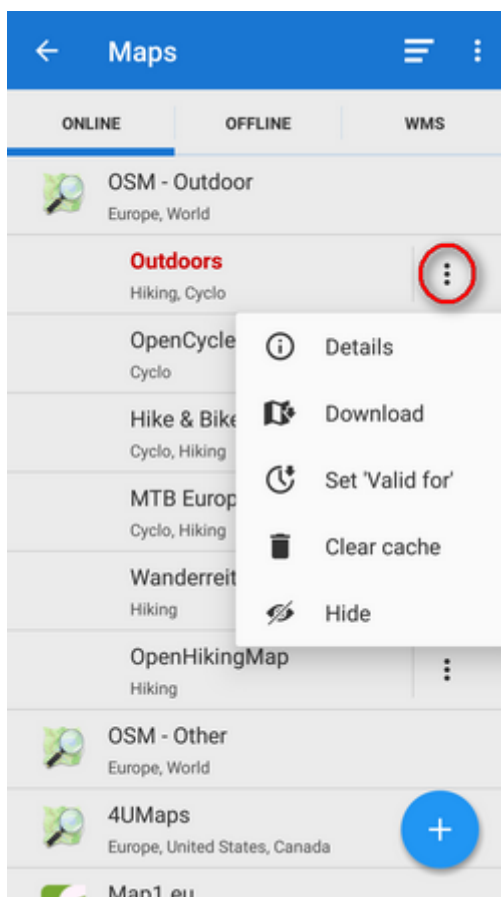 Maps
ONLINE OFFLINE WMS
OSM - Outdoor
Europe, World
Outdoors
Hiking, Cyclo
OpenCycle
Cyclo
Hike & Bike
Cyclo, Hiking
MTB Europ
Cyclo, Hiking
Wanderreit
Hiking
Details
Download
Set 'Valid for'
Clear cache
Hide
OpenHikingMap
Hiking
OSM - Other
Europe, World
4UMaps
Europe, United States, Canada
Map1.eu